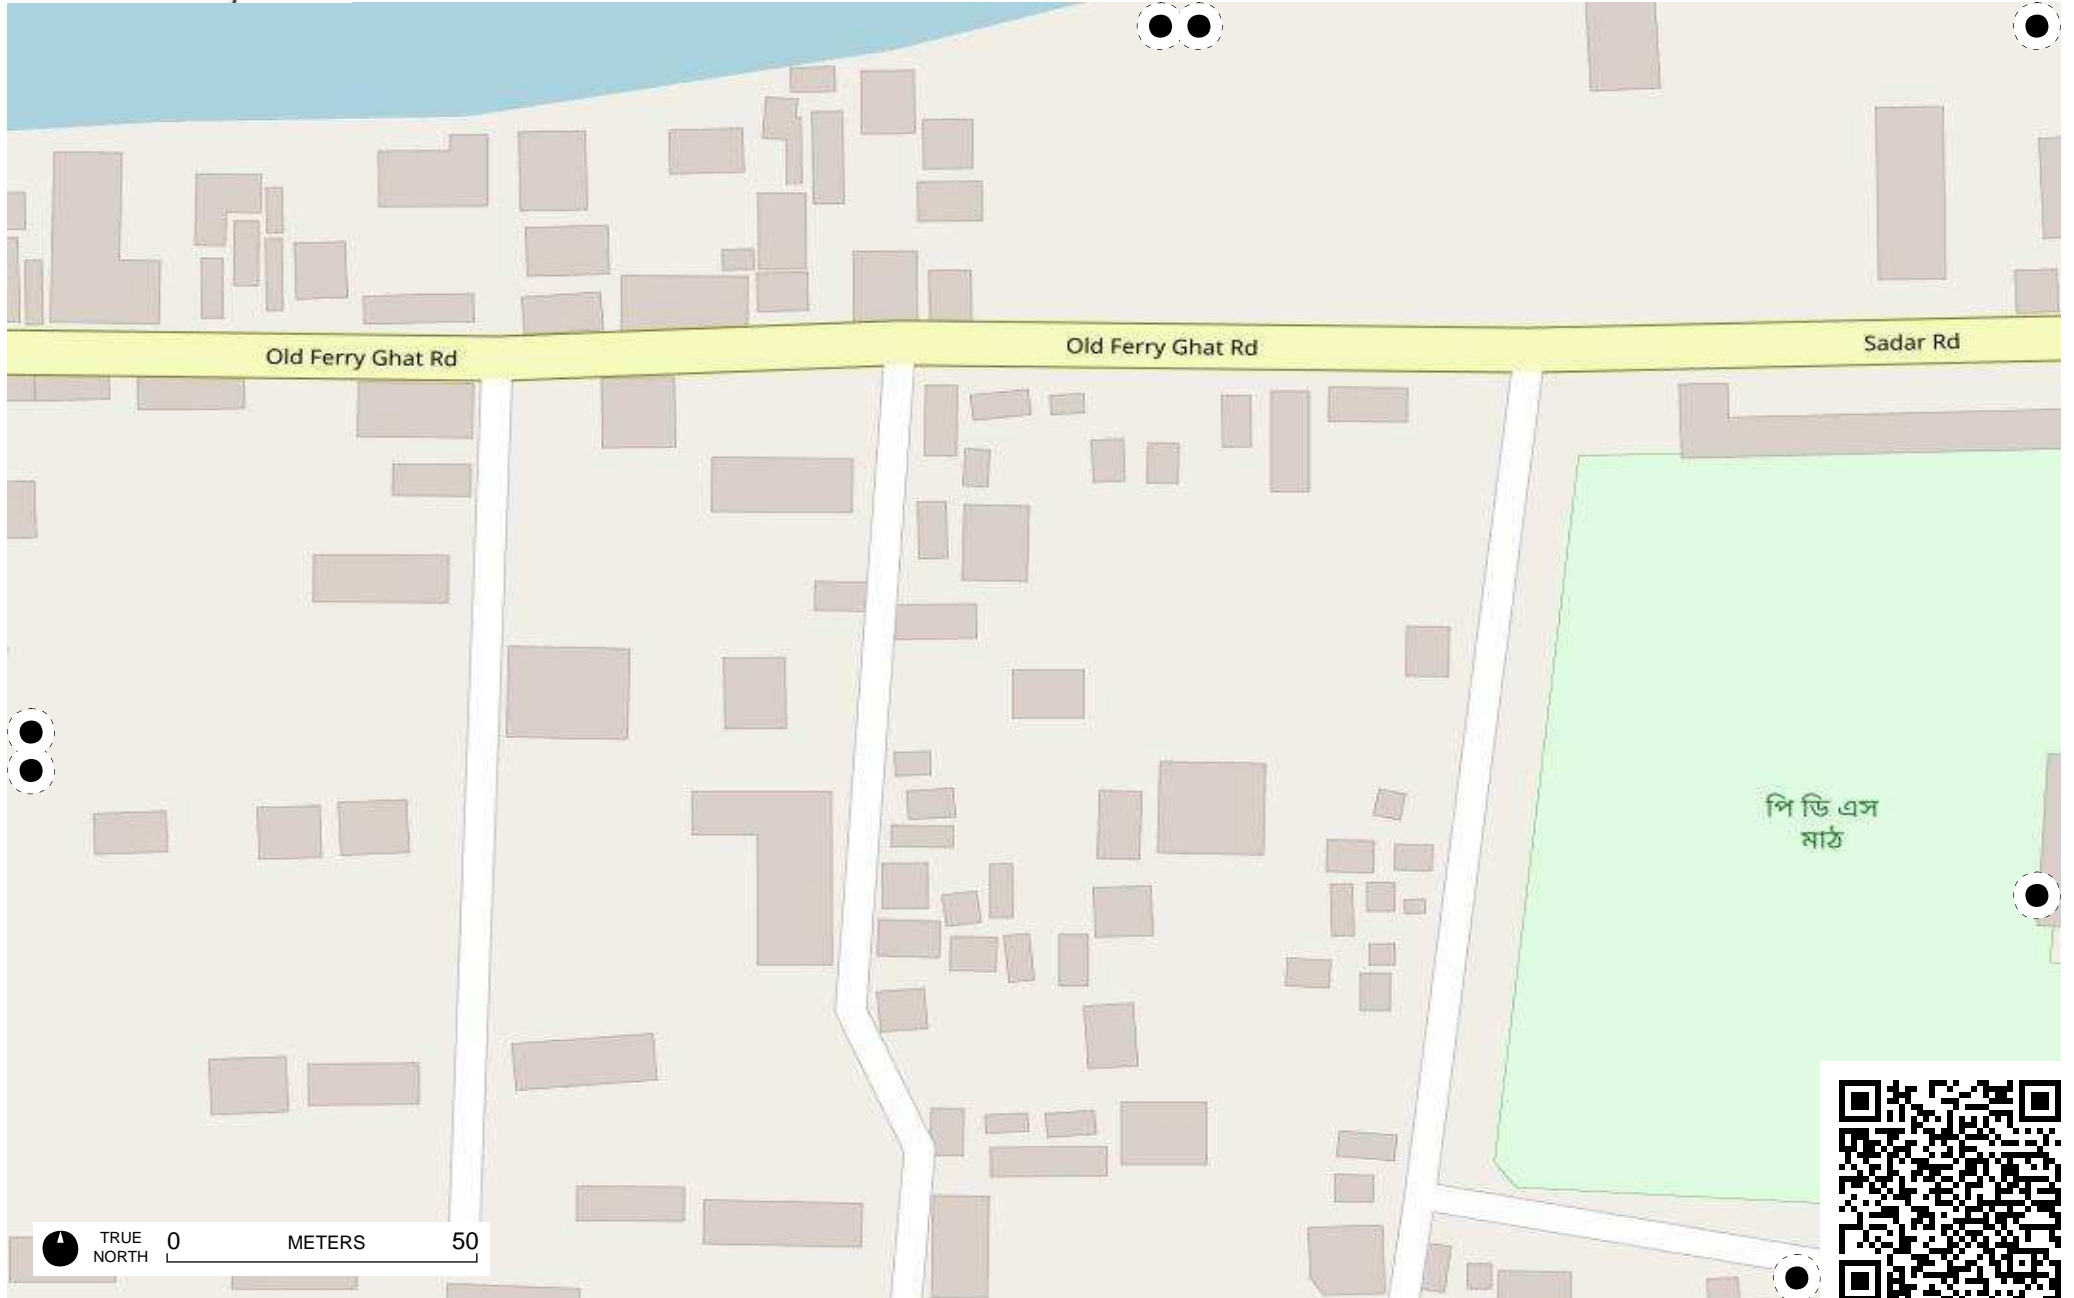 Old Ferry Ghat Rd
Old Ferry Ghat Rd
Sadar Rd
পি ডি এস
মাঠ
TRUE
NORTH
0 METERS 50